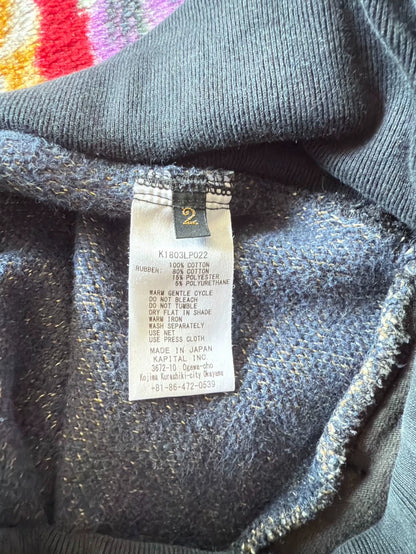 2
K1803LP022
100% COTTON
RUBBEN: 80% COTTON
15% POLYESTER
5% POLYURETHANE
WARM GENTLE CYCLE
DO NOT BLEACH
DO NOT TUMBLE
DRY FLAT IN SHADE
WARM IRON
WASH SEPARATELY
USE NET
USE PRESS CLOTH
MADE IN JAPAN
KAPITAL INC.
3672-10 Ogawa-cho
Kojima Kurashiki-city Okayama
+81-86-472-0539